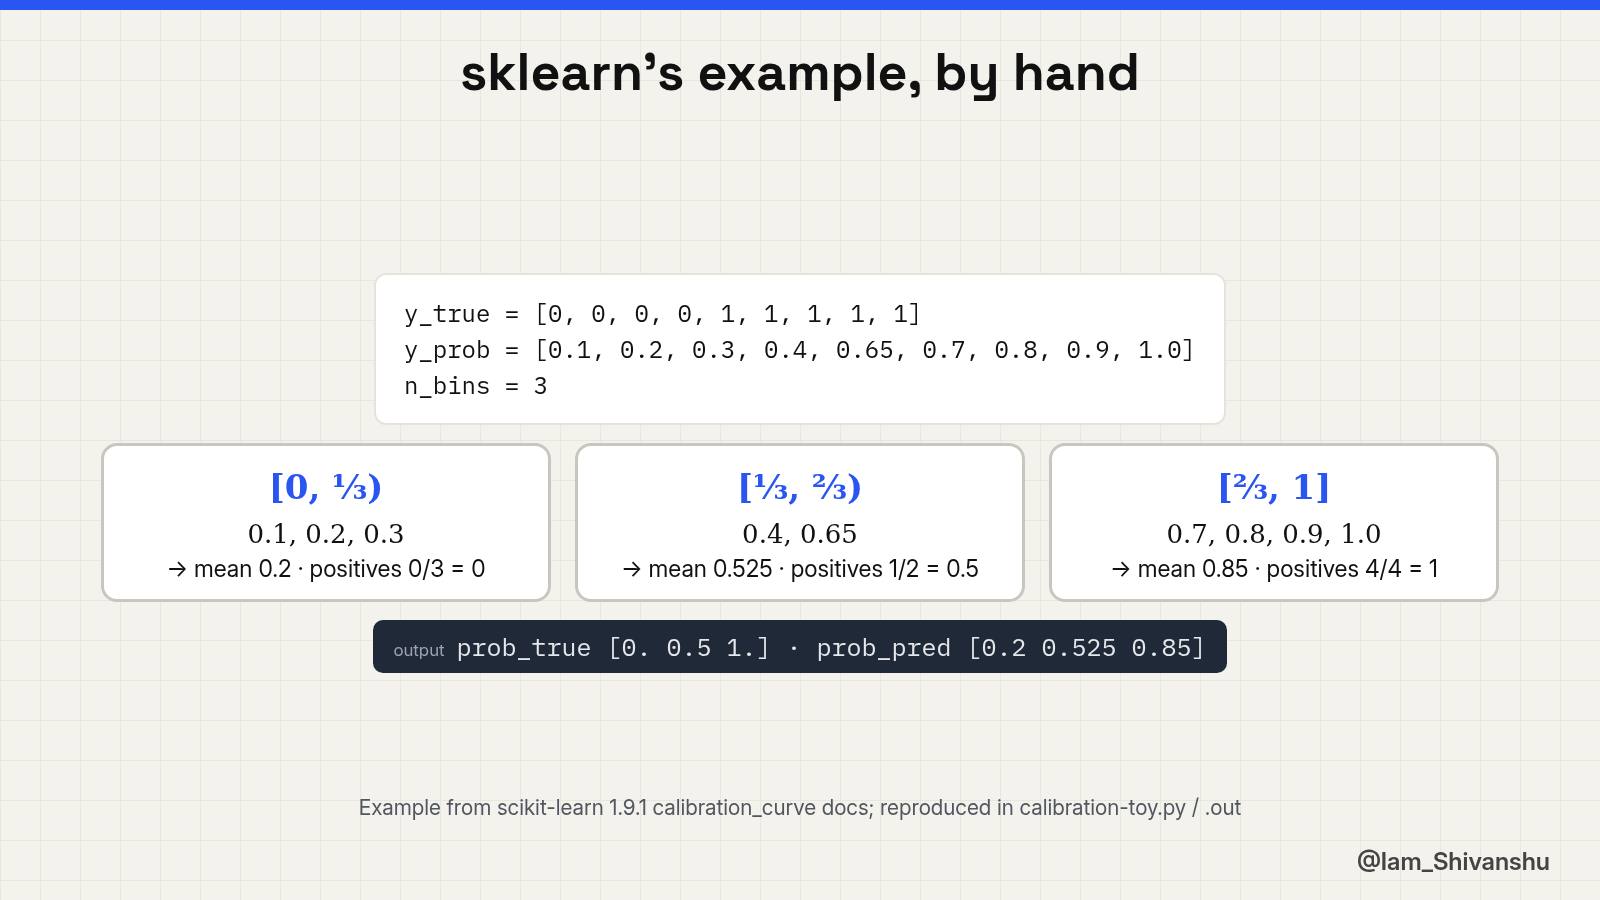 sklearn’s example, by hand
y_true = [0, 0, 0, 0, 1, 1, 1, 1, 1]
y_prob = [0.1, 0.2, 0.3, 0.4, 0.65, 0.7, 0.8, 0.9, 1.0]
n_bins = 3
[0, ⅓)
0.1, 0.2, 0.3
→ mean 0.2 · positives 0/3 = 0
[⅓, ⅔)
0.4, 0.65
→ mean 0.525 · positives 1/2 = 0.5
[⅔, 1]
0.7, 0.8, 0.9, 1.0
→ mean 0.85 · positives 4/4 = 1
output prob_true [0. 0.5 1.] · prob_pred [0.2 0.525 0.85]
Example from scikit-learn 1.9.1 calibration_curve docs; reproduced in calibration-toy.py / .out
@Iam_Shivanshu